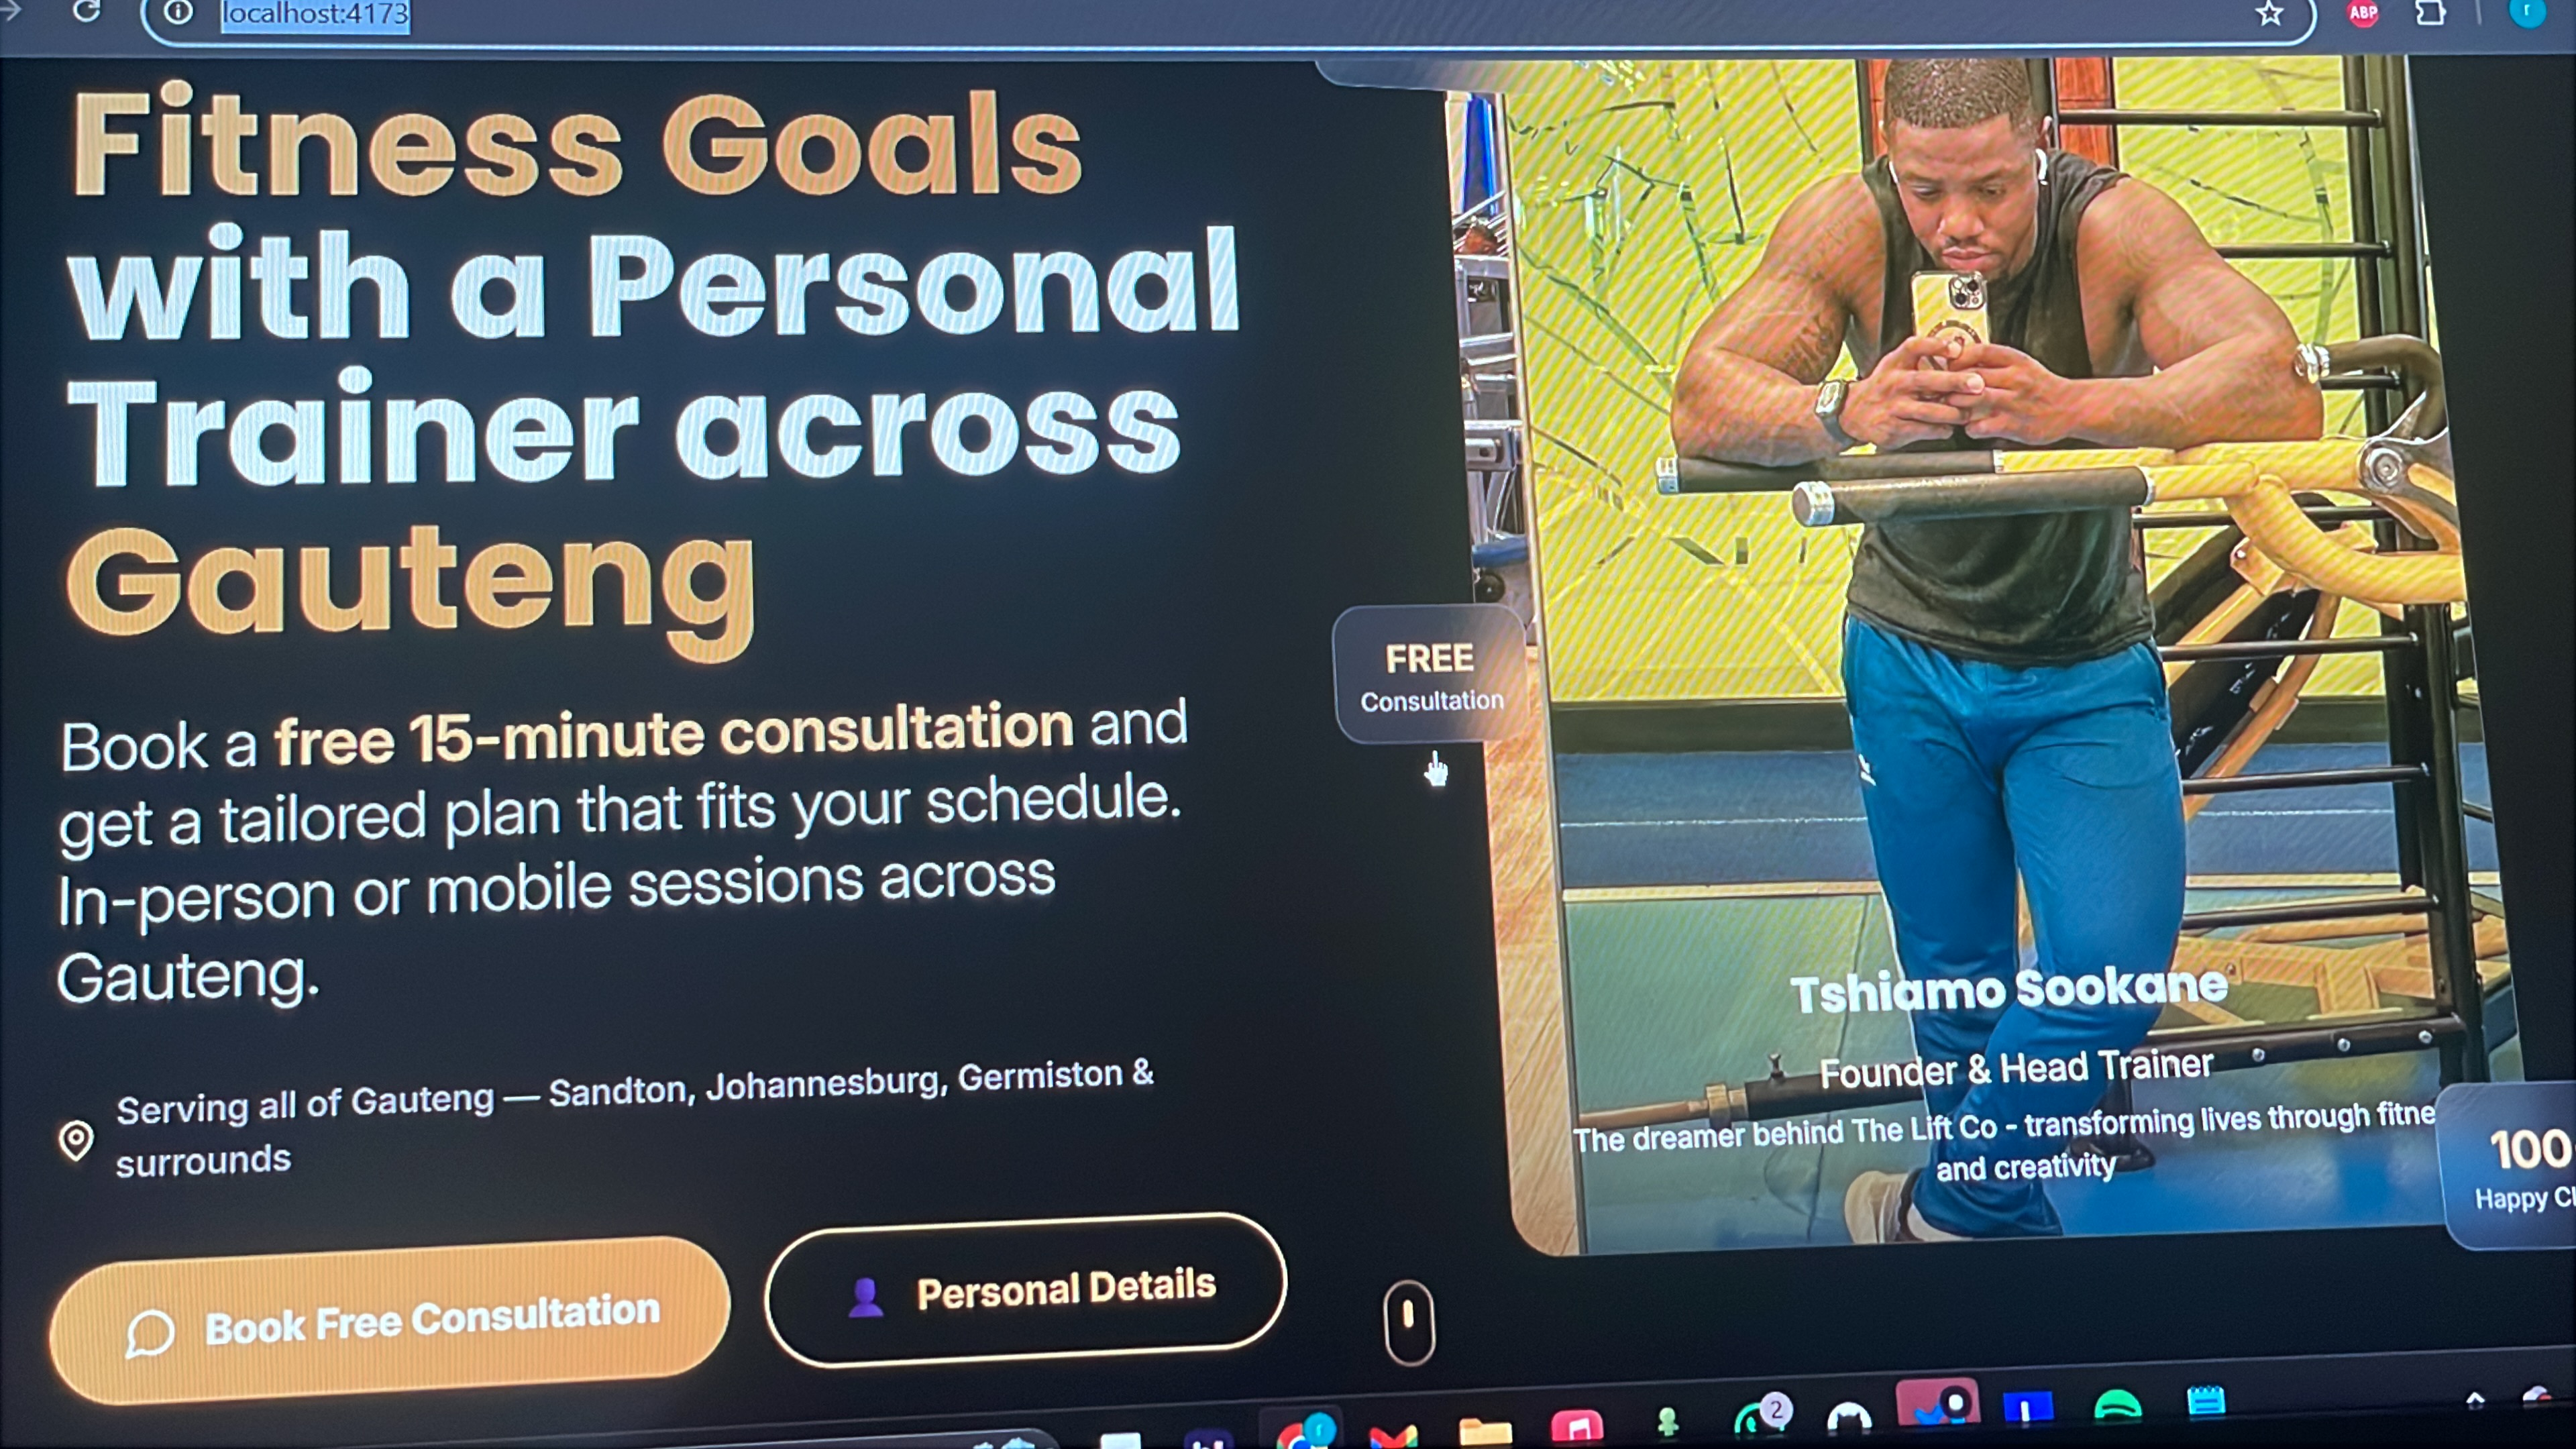 localhost:4173
ABP
r
Fitness Goals
with a Personal
Trainer across
Gauteng
Book a free 15-minute consultation and
get a tailored plan that fits your schedule.
In-person or mobile sessions across
Gauteng.
Serving all of Gauteng — Sandton, Johannesburg, Germiston &
surrounds
Book Free Consultation
Personal Details
FREE
Consultation
Tshiamo Sookane
Founder & Head Trainer
The dreamer behind The Lift Co - transforming lives through fitne
and creativity
100
Happy Cl
r
2